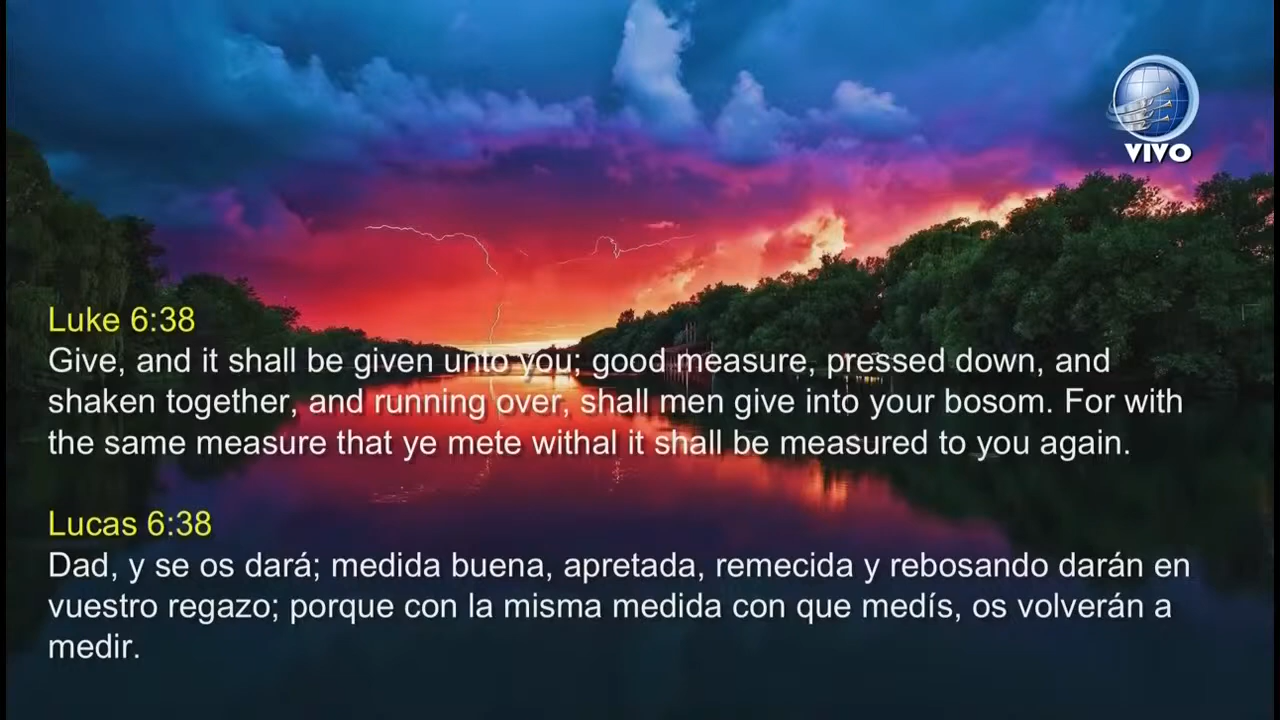 VIVO
Luke 6:38
Give, and it shall be given unto you; good measure, pressed down, and
shaken together, and running over, shall men give into your bosom. For with
the same measure that ye mete withal it shall be measured to you again.
Lucas 6:38
Dad, y se os dará; medida buena, apretada, remecida y rebosando darán en
vuestro regazo; porque con la misma medida con que medís, os volverán a
medir.